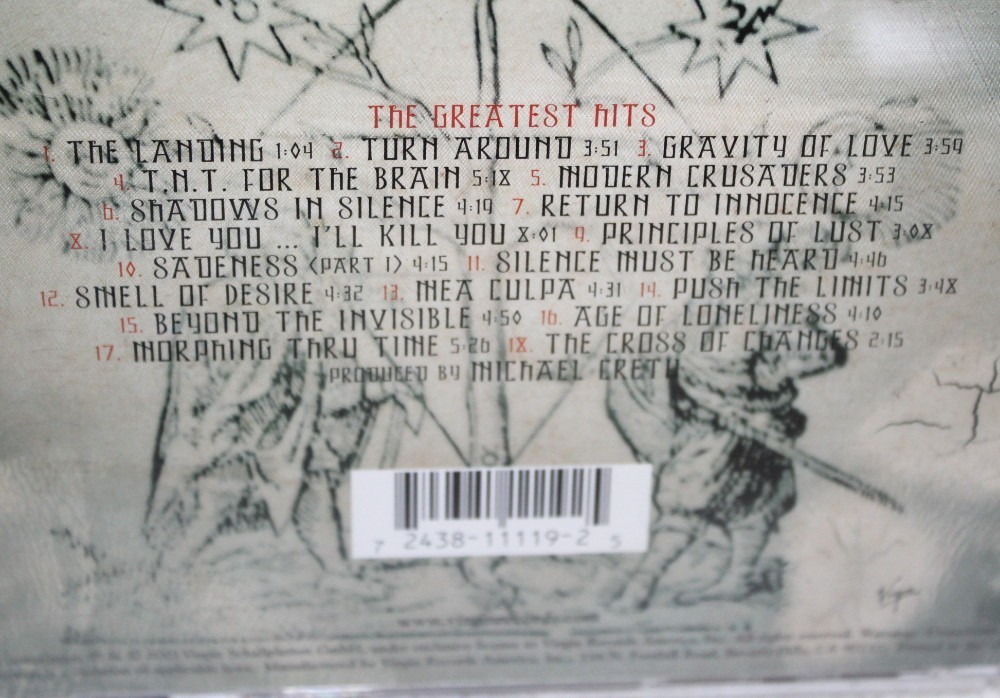 THE GREATEST HITS
1. THE LANDING 1:04 2. TURN AROUND 3:51 3. GRAVITY OF LOVE 3:59
4. T.N.T. FOR THE BRAIN 5:18 5. MODERN CRUSADERS 3:53
6. SHADOWS IN SILENCE 4:19 7. RETURN TO INNOCENCE 4:15
8. I LOVE YOU ... I'LL KILL YOU 8:01 9. PRINCIPLES OF LUST 3:08
10. SADENESS (PART I) 4:15 11. SILENCE MUST BE HEARD 4:46
12. SMELL OF DESIRE 4:32 13. MEA CULPA 4:31 14. PUSH THE LIMITS 3:48
15. BEYOND THE INVISIBLE 4:50 16. AGE OF LONELINESS 4:10
17. MORPHING THRU TIME 5:26 18. THE CROSS OF CHANGES 2:15
PRODUCED BY MICHAEL CRETU
7 2438-11119-2 5
Virgin